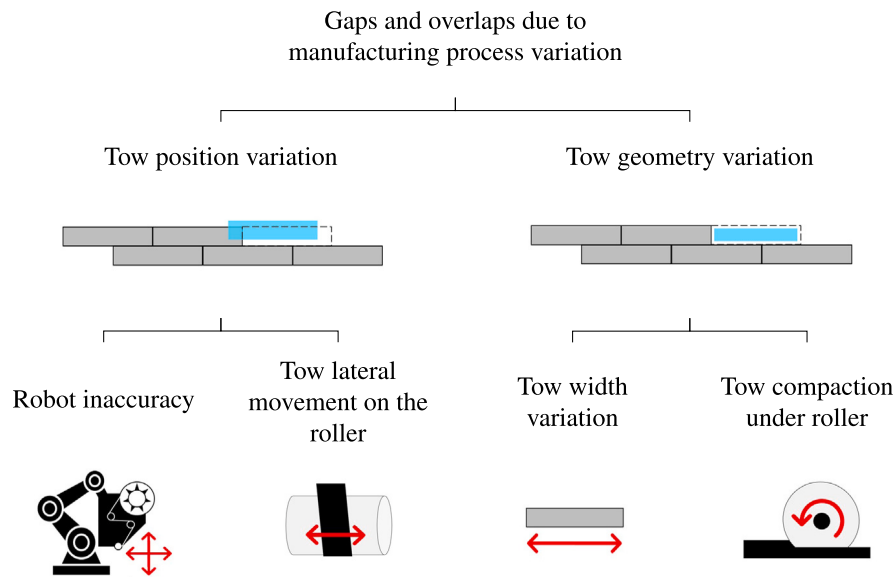 Gaps and overlaps due to
manufacturing process variation
Tow position variation
Tow geometry variation
Robot inaccuracy
Tow lateral
movement on the
roller
Tow width
variation
Tow compaction
under roller